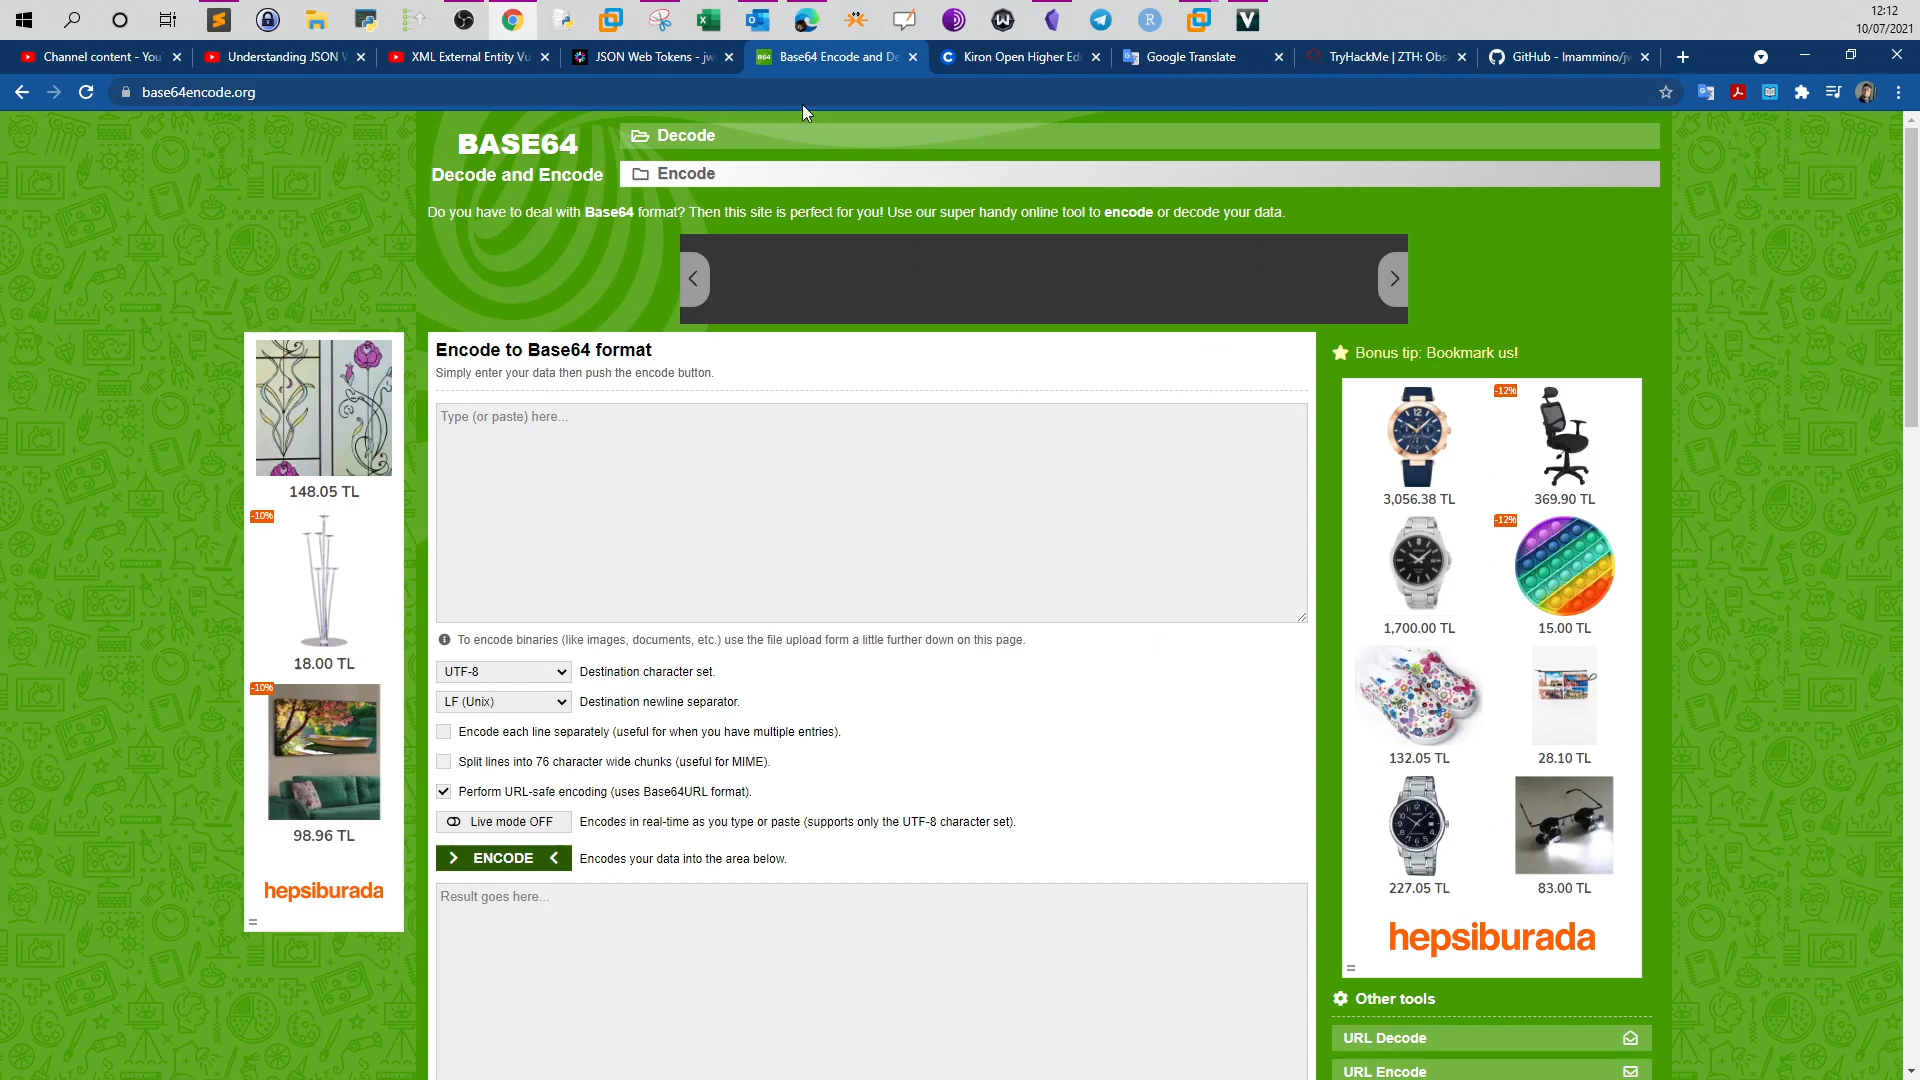 12:12
10/07/2021
Channel content - You
Understanding JSON W
XML External Entity Vu
JSON Web Tokens - jw
Base64 Encode and De
Kiron Open Higher Ed
Google Translate
TryHackMe | ZTH: Obs
GitHub - Imammino/jw
base64encode.org
BASE64
Decode and Encode
Decode
Encode
Do you have to deal with Base64 format? Then this site is perfect for you! Use our super handy online tool to encode or decode your data.
Encode to Base64 format
Simply enter your data then push the encode button.
Type (or paste) here...
To encode binaries (like images, documents, etc.) use the file upload form a little further down on this page.
UTF-8 Destination character set.
LF (Unix) Destination newline separator.
Encode each line separately (useful for when you have multiple entries).
Split lines into 76 character wide chunks (useful for MIME).
Perform URL-safe encoding (uses Base64URL format).
Live mode OFF Encodes in real-time as you type or paste (supports only the UTF-8 character set).
ENCODE Encodes your data into the area below.
Result goes here...
148.05 TL
-10%
18.00 TL
-10%
98.96 TL
hepsiburada
Bonus tip: Bookmark us!
-12%
3,056.38 TL
369.90 TL
-12%
1,700.00 TL
15.00 TL
132.05 TL
28.10 TL
227.05 TL
83.00 TL
hepsiburada
Other tools
URL Decode
URL Encode